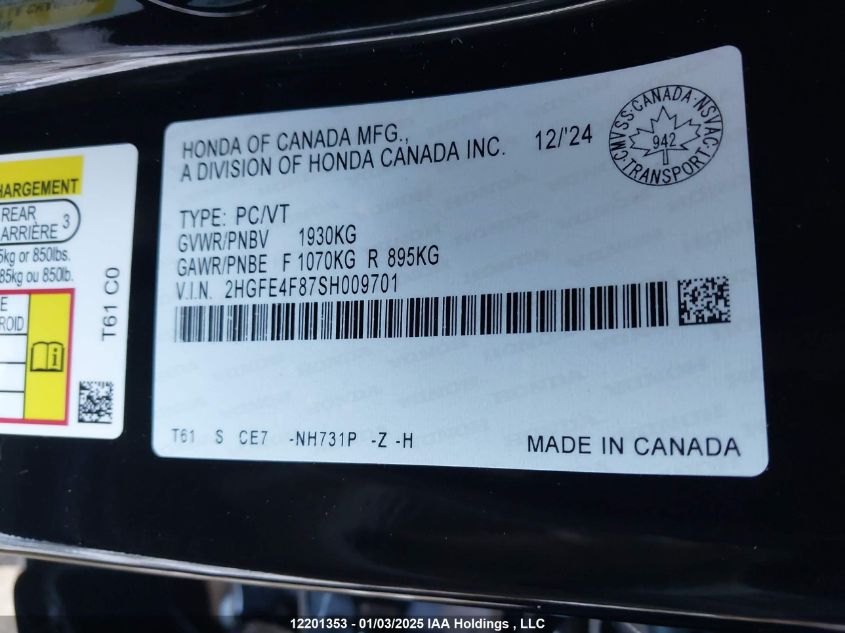 HARGEMENT
REAR
ARRIÈRE 3
5kg or 850lbs.
85kg ou 850lb.
ROID
T61 C0
HONDA OF CANADA MFG.,
A DIVISION OF HONDA CANADA INC. 12/'24
CMVSS·CANADA·NSVAC
942
TRANSPORT
TYPE: PC/VT
GVWR/PNBV 1930KG
GAWR/PNBE F 1070KG R 895KG
V.I.N. 2HGFE4F87SH009701
T61 S CE7 -NH731P -Z -H
MADE IN CANADA
12201353 - 01/03/2025 IAA Holdings , LLC